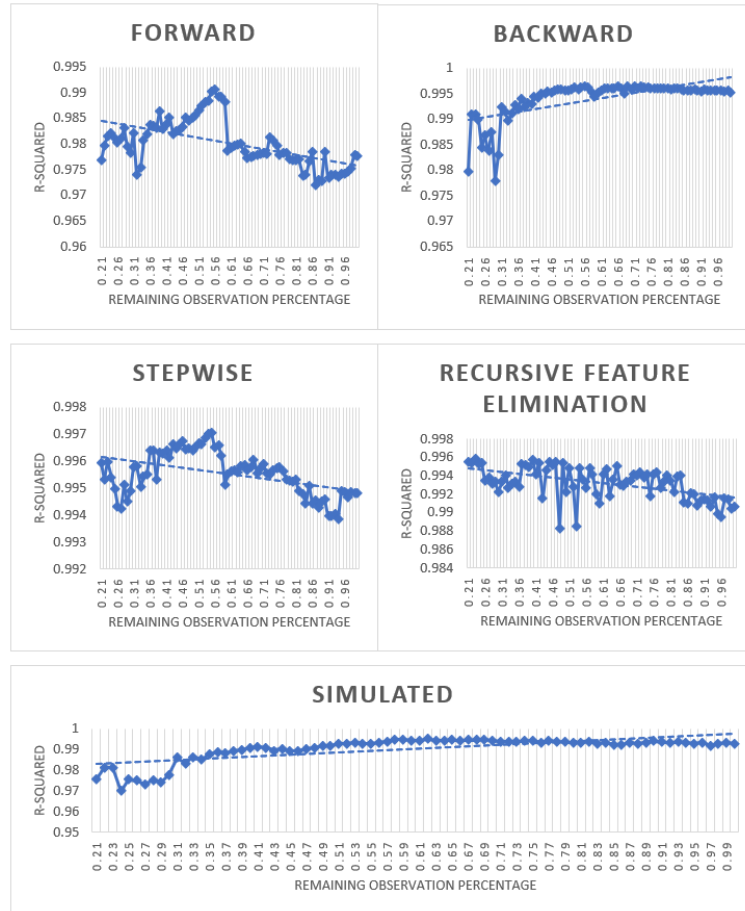 FORWARD
0.995
0.99
0.985
0.98
0.975
0.97
0.965
0.96
R-SQUARED
0.21 0.26 0.31 0.36 0.41 0.46 0.51 0.56 0.61 0.66 0.71 0.76 0.81 0.86 0.91 0.96
REMAINING OBSERVATION PERCENTAGE
BACKWARD
1
0.995
0.99
0.985
0.98
0.975
0.97
0.965
R-SQUARED
0.21 0.26 0.31 0.36 0.41 0.46 0.51 0.56 0.61 0.66 0.71 0.76 0.81 0.86 0.91 0.96
REMAINING OBSERVATION PERCENTAGE
STEPWISE
0.998
0.997
0.996
0.995
0.994
0.993
0.992
R-SQUARED
0.21 0.26 0.31 0.36 0.41 0.46 0.51 0.56 0.61 0.66 0.71 0.76 0.81 0.86 0.91 0.96
REMAINING OBSERVATION PERCENTAGE
RECURSIVE FEATURE
ELIMINATION
0.998
0.996
0.994
0.992
0.99
0.988
0.986
0.984
R-SQUARED
0.21 0.26 0.31 0.36 0.41 0.46 0.51 0.56 0.61 0.66 0.71 0.76 0.81 0.86 0.91 0.96
REMAINING OBSERVATION PERCENTAGE
SIMULATED
1
0.99
0.98
0.97
0.96
0.95
R-SQUARED
0.21 0.23 0.25 0.27 0.29 0.31 0.33 0.35 0.37 0.39 0.41 0.43 0.45 0.47 0.49 0.51 0.53 0.55 0.57 0.59 0.61 0.63 0.65 0.67 0.69 0.71 0.73 0.75 0.77 0.79 0.81 0.83 0.85 0.87 0.89 0.91 0.93 0.95 0.97 0.99
REMAINING OBSERVATION PERCENTAGE